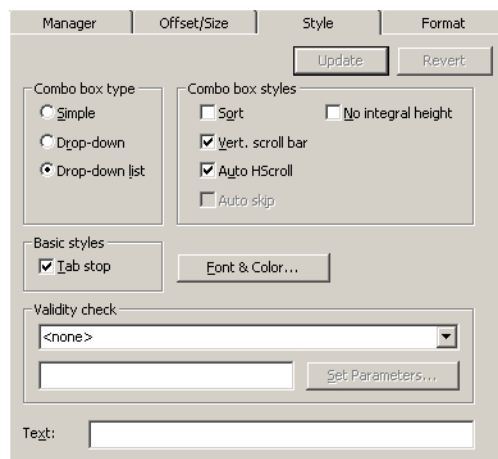 Manager Offset/Size Style Format
Update Revert
Combo box type
Simple
Drop-down
Drop-down list
Combo box styles
Sort No integral height
Vert. scroll bar
Auto HScroll
Auto skip
Basic styles
Tab stop
Font & Color...
Validity check
<none>
Set Parameters...
Text: